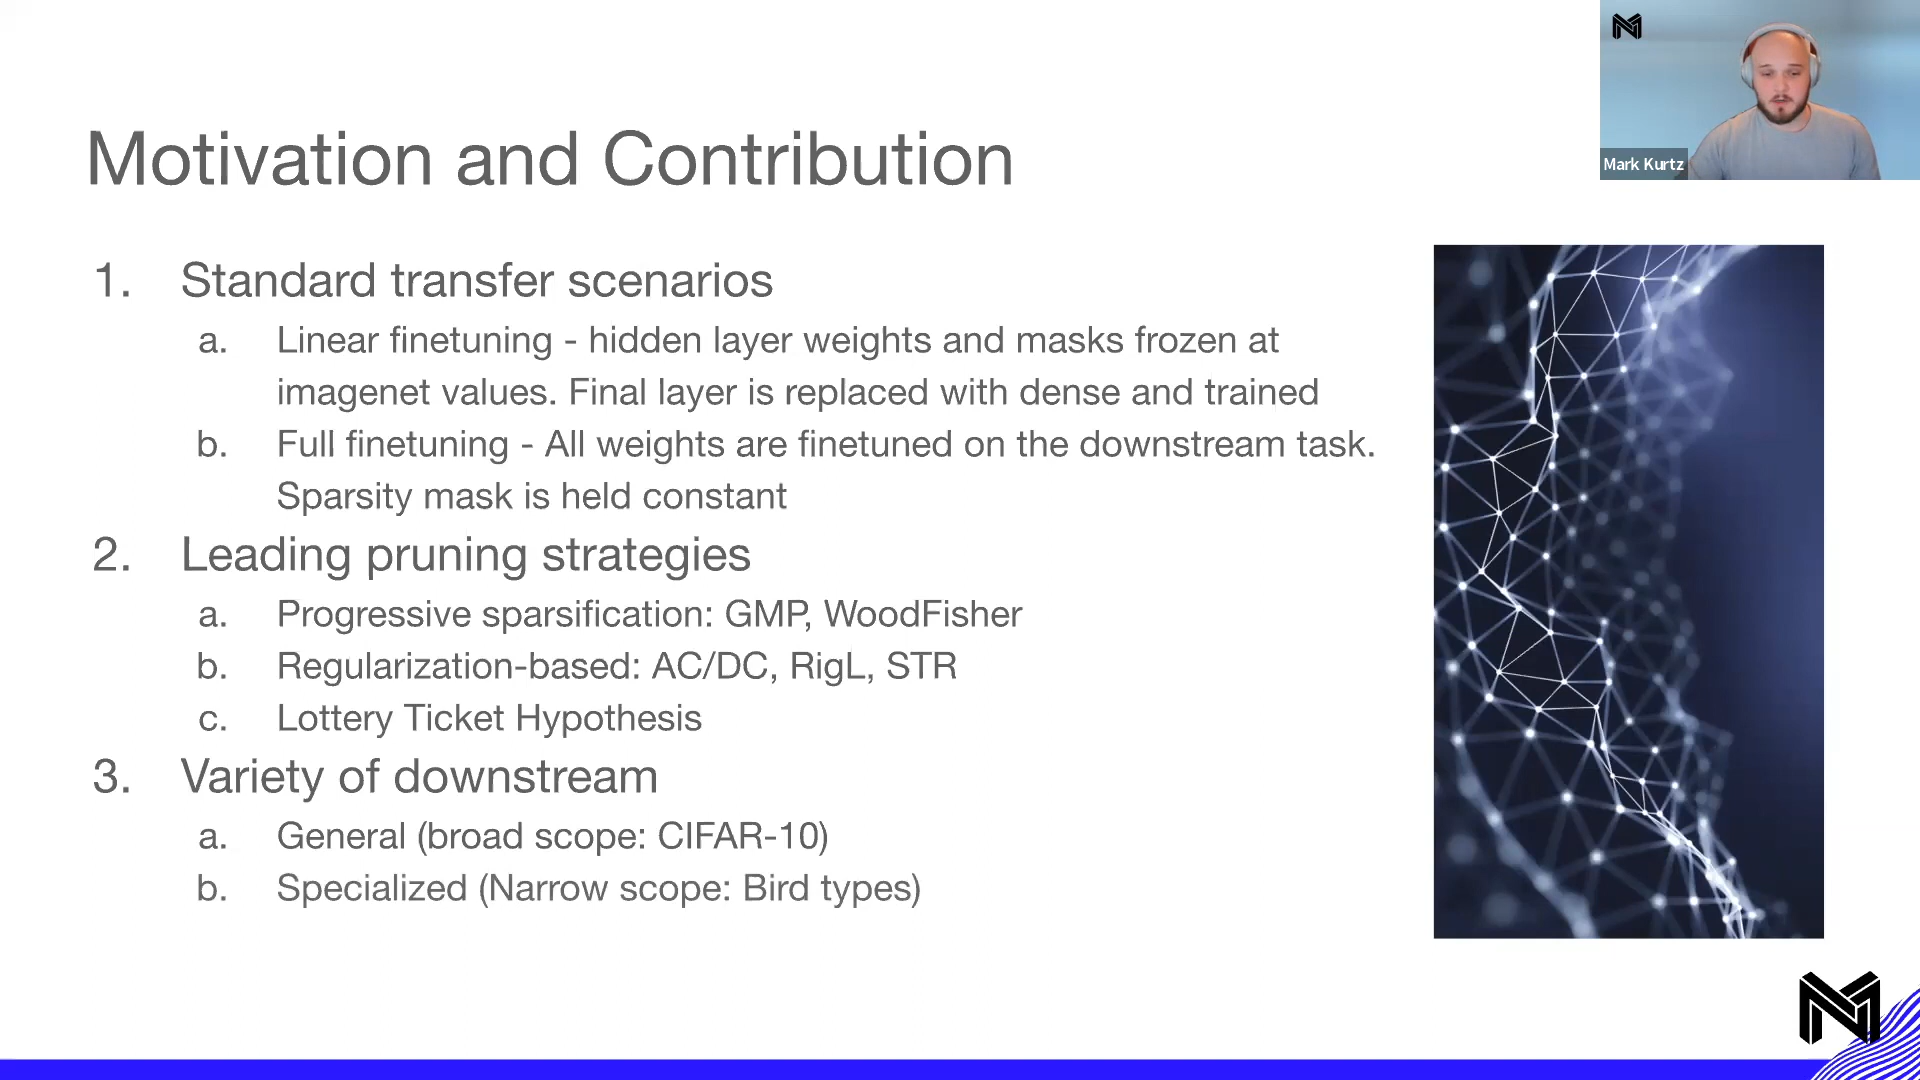 Motivation and Contribution
Mark Kurtz
1. Standard transfer scenarios
a. Linear finetuning - hidden layer weights and masks frozen at
imagenet values. Final layer is replaced with dense and trained
b. Full finetuning - All weights are finetuned on the downstream task.
Sparsity mask is held constant
2. Leading pruning strategies
a. Progressive sparsification: GMP, WoodFisher
b. Regularization-based: AC/DC, RigL, STR
c. Lottery Ticket Hypothesis
3. Variety of downstream
a. General (broad scope: CIFAR-10)
b. Specialized (Narrow scope: Bird types)